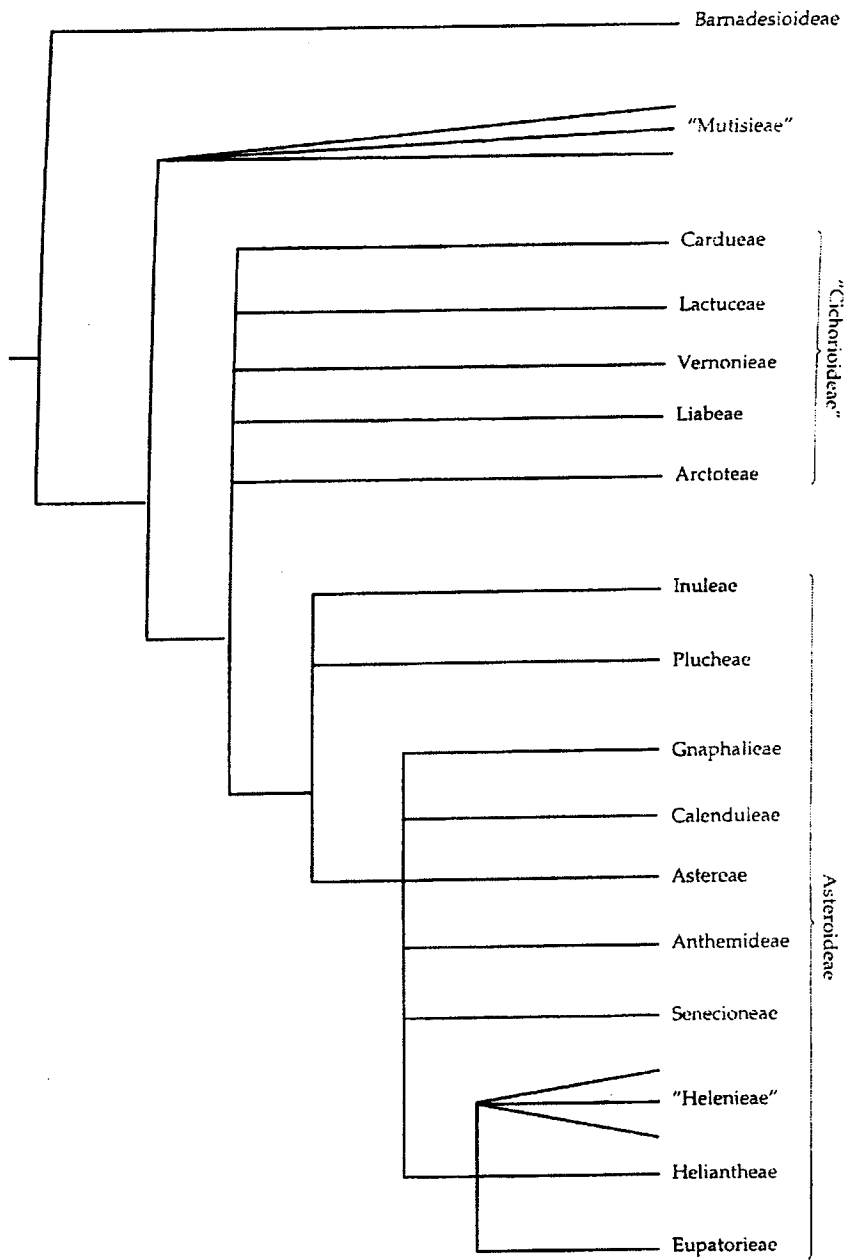 Barnadesioideae
"Mutisieae"
Cardueae
Lactuceae
Vernonieae
Liabeae
Arctoteae
"Cichorioideae"
Inuleae
Plucheae
Gnaphalieae
Calenduleae
Astereae
Anthemideae
Senecioneae
"Helenieae"
Heliantheae
Eupatorieae
Asteroideae